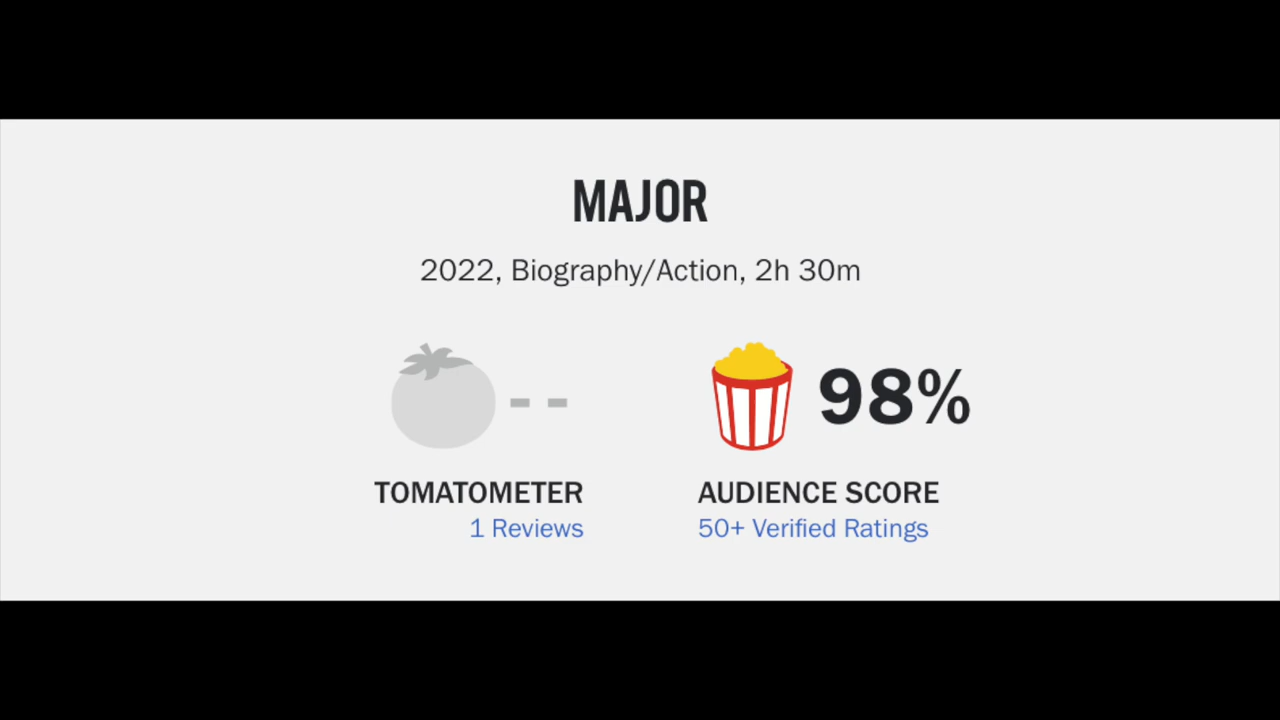 MAJOR
2022, Biography/Action, 2h 30m
- - 98%
TOMATOMETER AUDIENCE SCORE
1 Reviews 50+ Verified Ratings